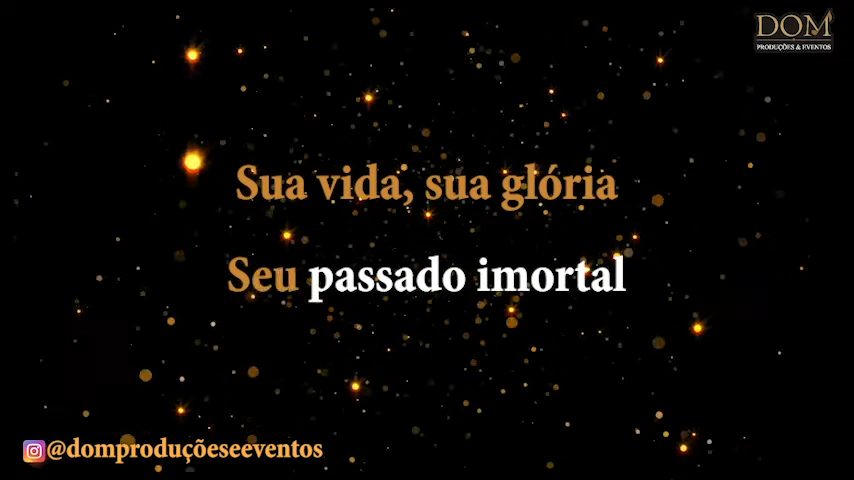 DOM
PRODUÇÕES & EVENTOS
Sua vida, sua glória
Seu passado imortal
@domproduçõeseeventos